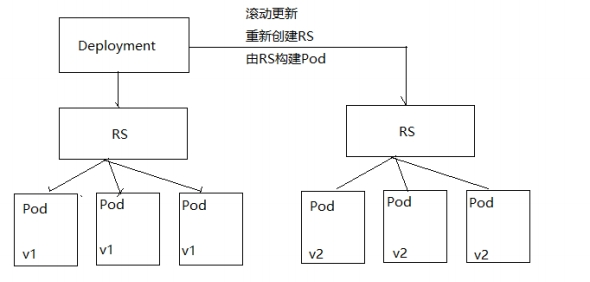 滚动更新
Deployment
重新创建RS
由RS构建Pod
RS
RS
Pod
Pod
Pod
Pod
Pod
Pod
v1
v1
v1
v2
v2
v2